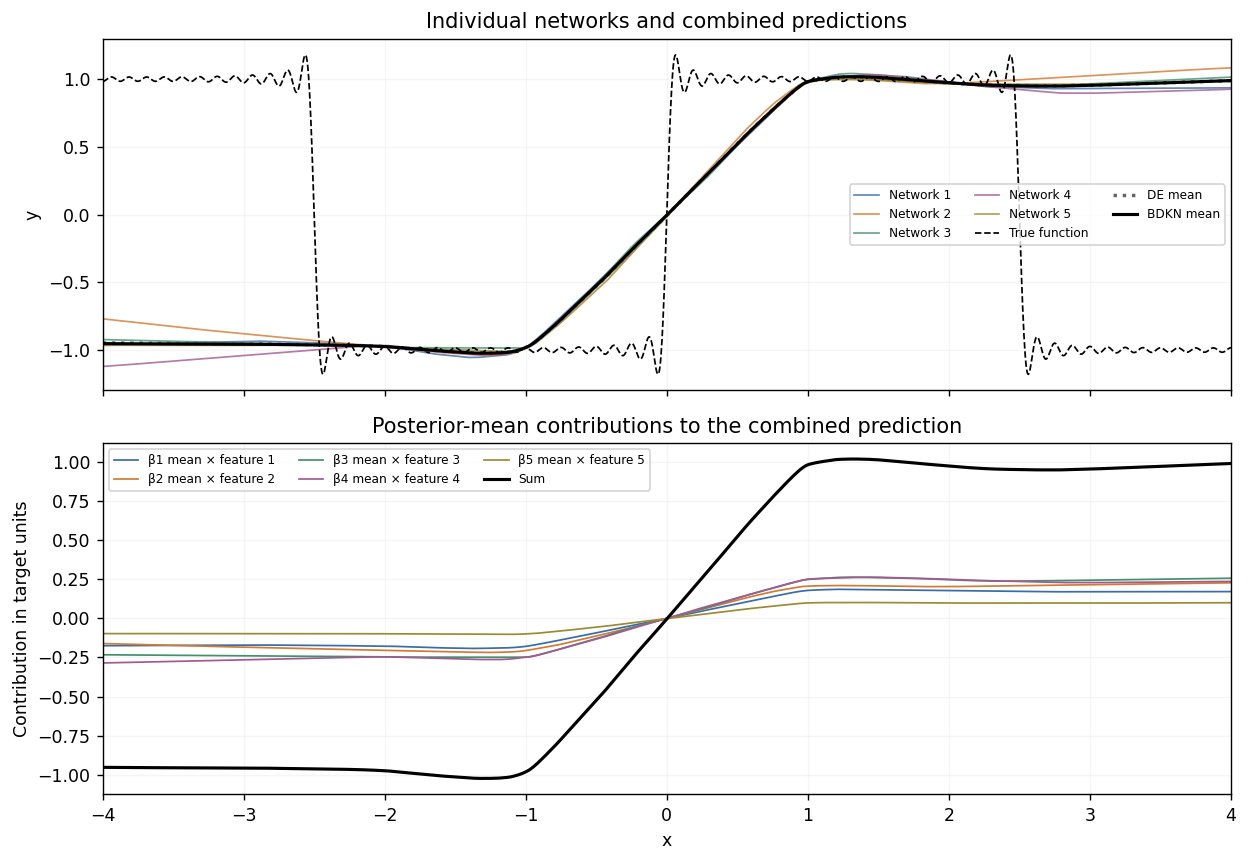 Individual networks and combined predictions
1.0
0.5
0.0
−0.5
−1.0
y
Network 1
Network 2
Network 3
Network 4
Network 5
True function
DE mean
BDKN mean
Posterior-mean contributions to the combined prediction
β1 mean × feature 1
β2 mean × feature 2
β3 mean × feature 3
β4 mean × feature 4
β5 mean × feature 5
Sum
1.00
0.75
0.50
0.25
0.00
−0.25
−0.50
−0.75
−1.00
Contribution in target units
−4 −3 −2 −1 0 1 2 3 4
x